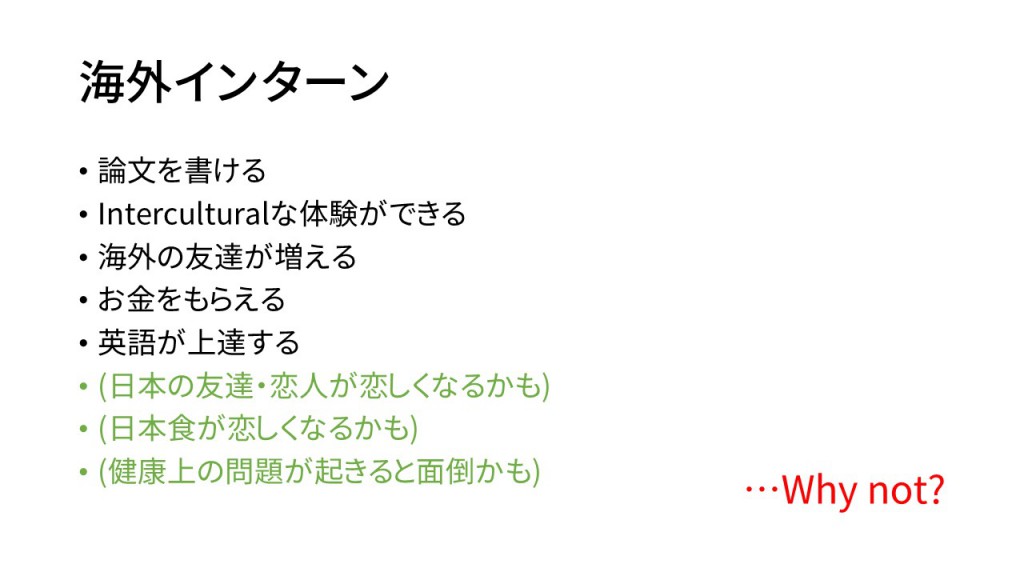 海外インターン
• 論文を書ける
• Interculturalな体験ができる
• 海外の友達が増える
• お金をもらえる
• 英語が上達する
• (日本の友達・恋人が恋しくなるかも)
• (日本食が恋しくなるかも)
• (健康上の問題が起きると面倒かも)
…Why not?